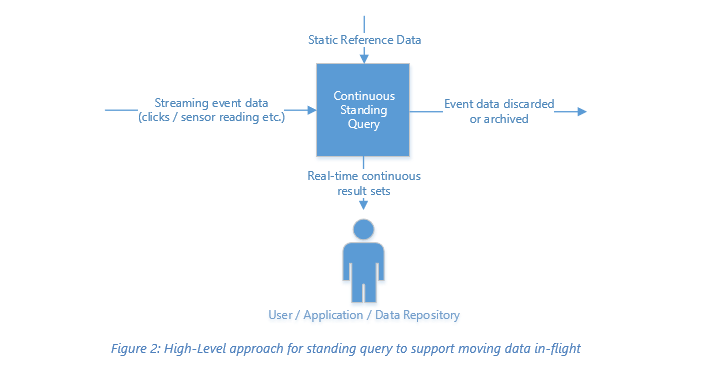 Static Reference Data
Continuous
Standing
Query
Streaming event data
(clicks / sensor reading etc.)
Event data discarded
or archived
Real-time continuous
result sets
User / Application / Data Repository
Figure 2: High-Level approach for standing query to support moving data in-flight